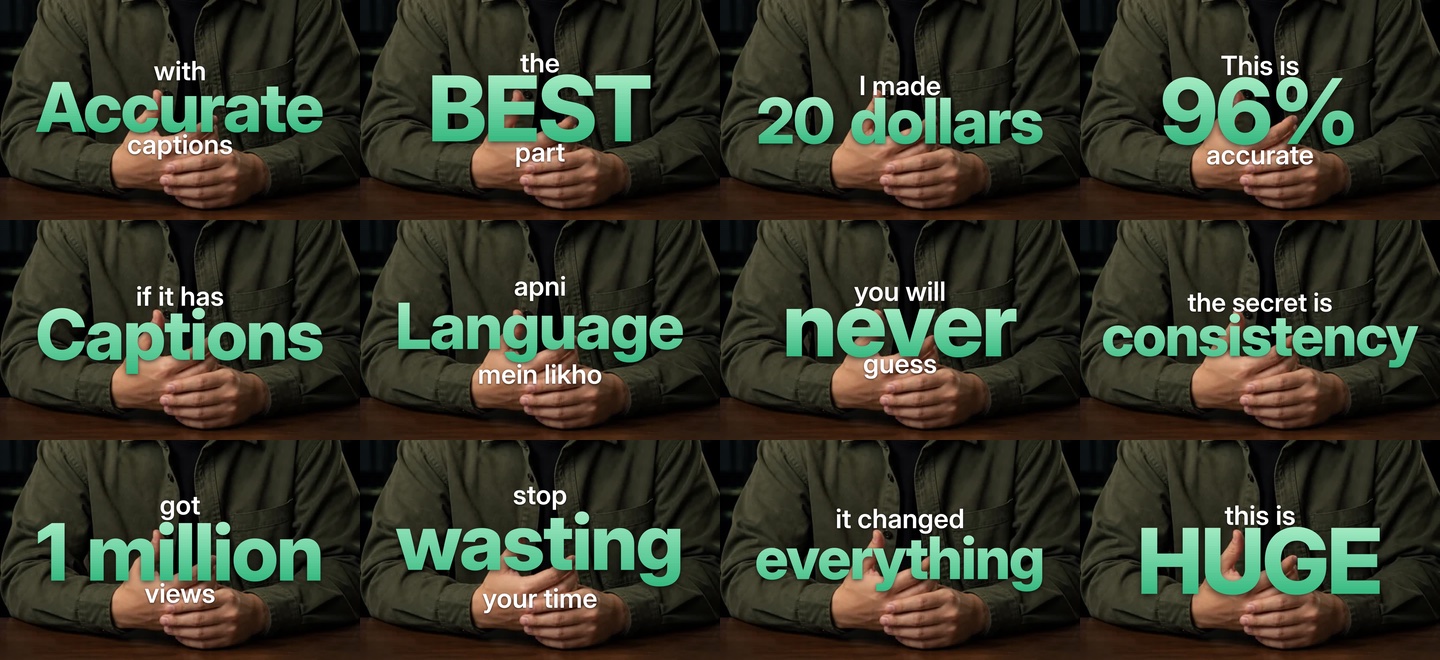 with
Accurate
captions
the
BEST
part
I made
20 dollars
This is
96%
accurate
if it has
Captions
apni
Language
mein likho
you will
never
guess
the secret is
consistency
got
1 million
views
stop
wasting
your time
it changed
everything
this is
HUGE